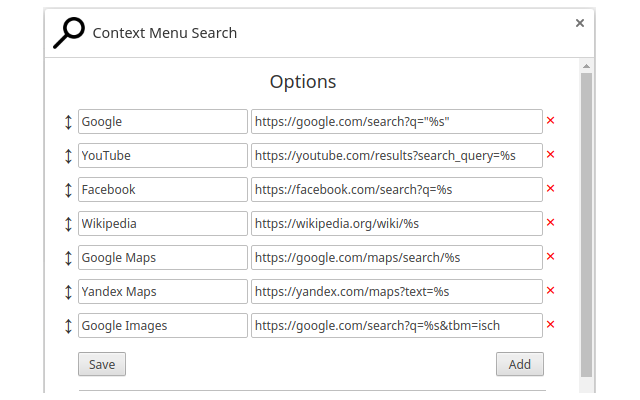 Context Menu Search
Options
Google https://google.com/search?q="%s"
YouTube https://youtube.com/results?search_query=%s
Facebook https://facebook.com/search?q=%s
Wikipedia https://wikipedia.org/wiki/%s
Google Maps https://google.com/maps/search/%s
Yandex Maps https://yandex.com/maps?text=%s
Google Images https://google.com/search?q=%s&tbm=isch
Save Add